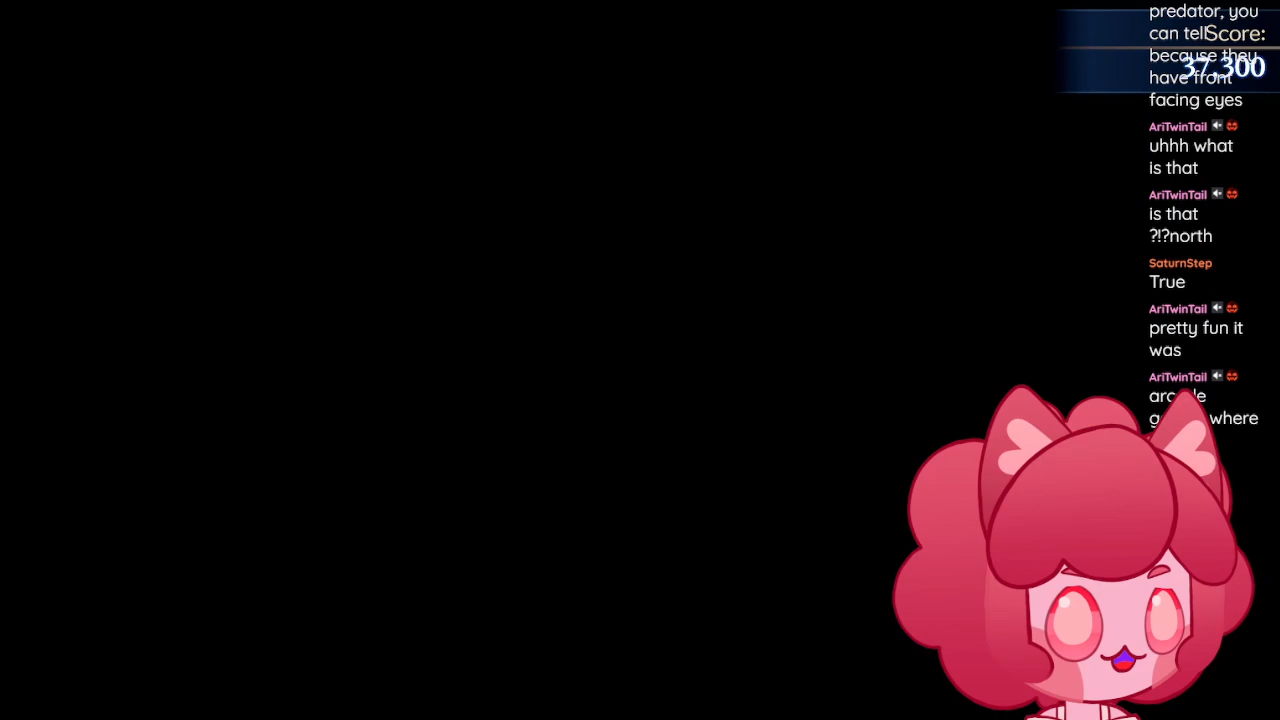 predator, you
can tell
Score:
because they
37,300
have front
facing eyes
AriTwinTail
uhhh what
is that
AriTwinTail
is that
?!?north
SaturnStep
True
AriTwinTail
pretty fun it
was
AriTwinTail
where